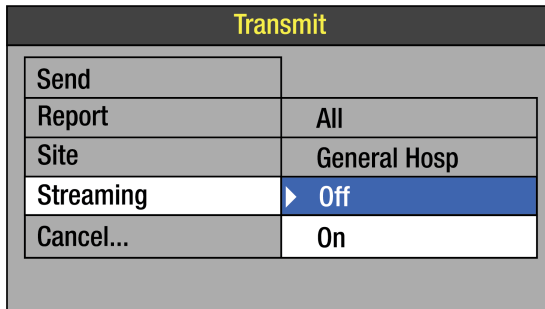 Transmit
Send
Report All
Site General Hosp
Streaming Off
Cancel... On